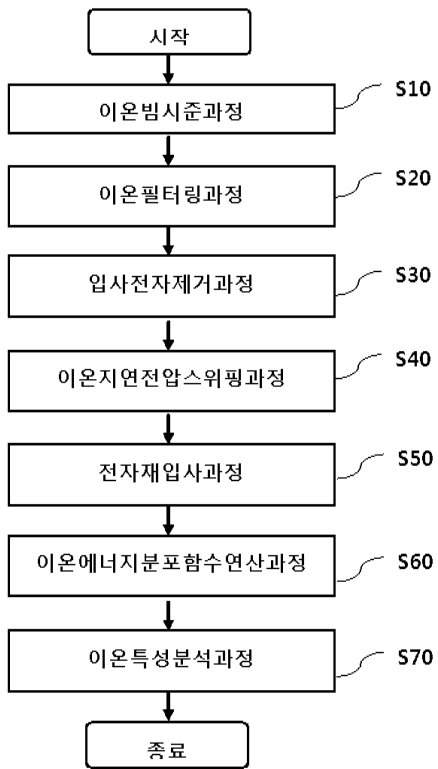 시작
이온빔시준과정
S10
이온필터링과정
S20
입사전자제거과정
S30
이온지연전압스위핑과정
S40
전자재입사과정
S50
이온에너지분포함수연산과정
S60
이온특성분석과정
S70
종료